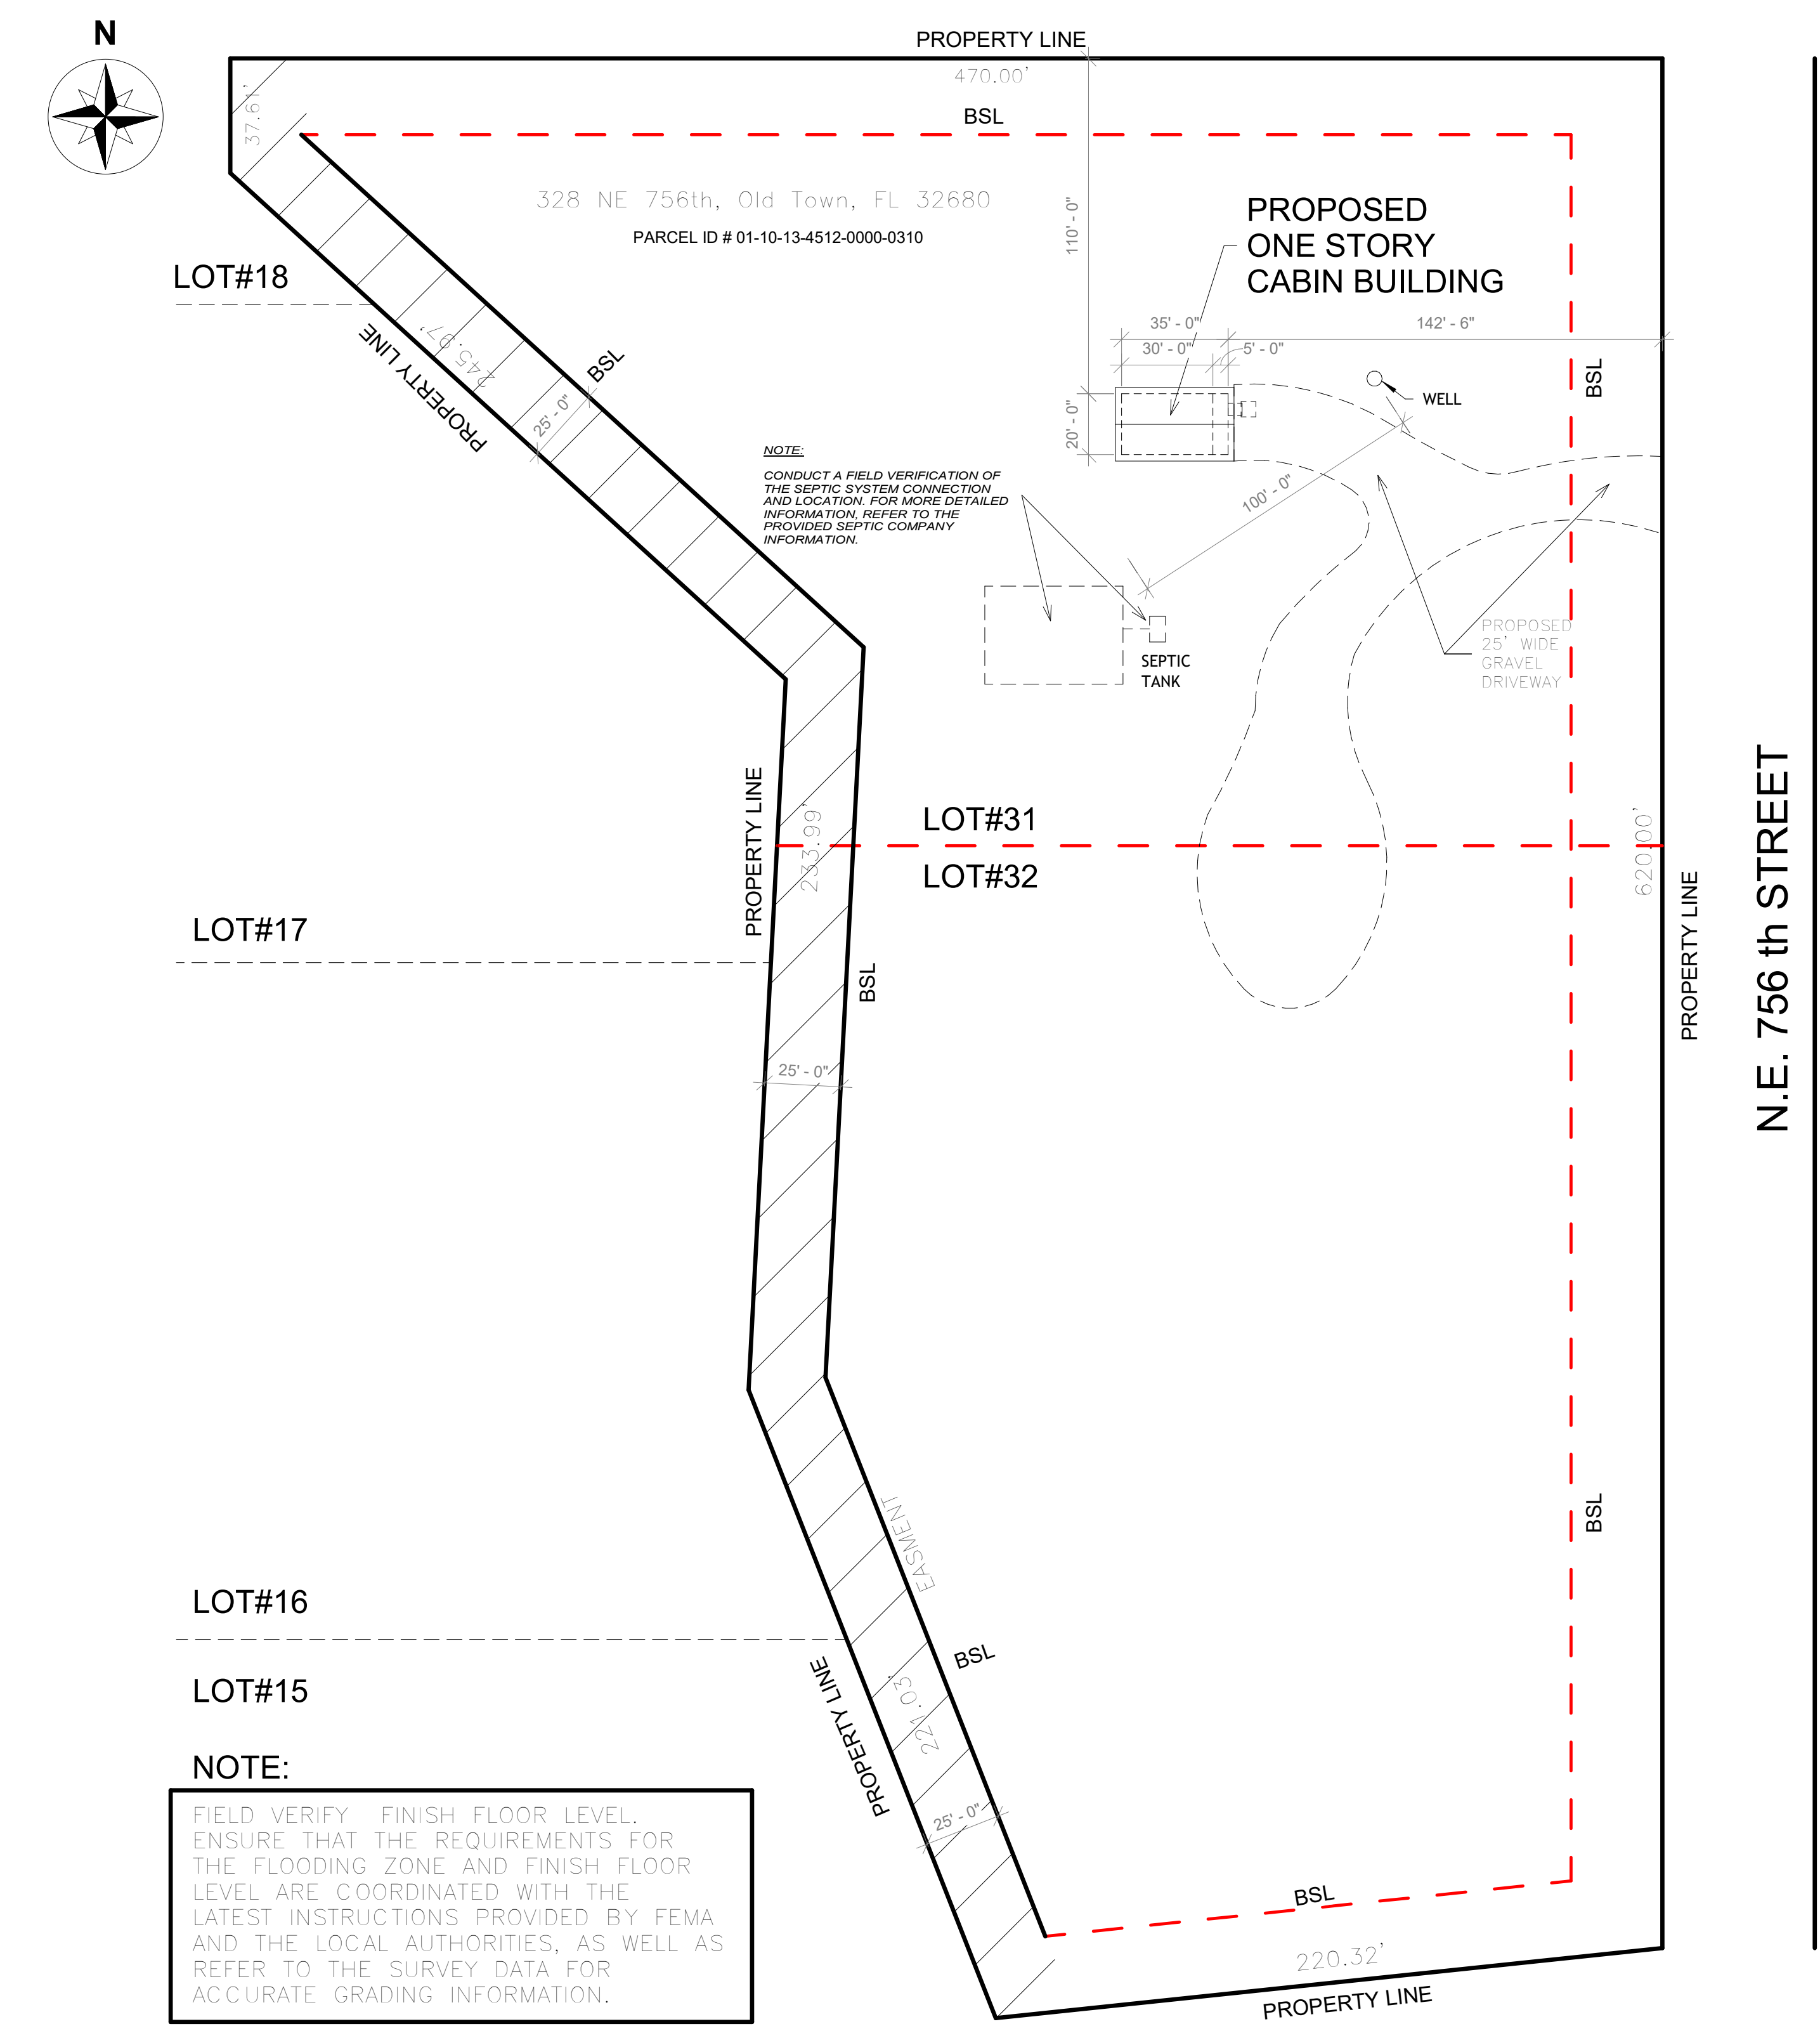 N
PROPERTY LINE
470.00'
BSL
37.61'
328 NE 756th, Old Town, FL 32680
PARCEL ID # 01-10-13-4512-0000-0310
110' - 0"
PROPOSED
ONE STORY
CABIN BUILDING
LOT#18
PROPERTY LINE
245.97'
BSL
25' - 0"
35' - 0"
142' - 6"
30' - 0"
5' - 0"
20' - 0"
WELL
BSL
NOTE:
CONDUCT A FIELD VERIFICATION OF
THE SEPTIC SYSTEM CONNECTION
AND LOCATION. FOR MORE DETAILED
INFORMATION, REFER TO THE
PROVIDED SEPTIC COMPANY
INFORMATION.
100' - 0"
SEPTIC
TANK
PROPOSED
25' WIDE
GRAVEL
DRIVEWAY
PROPERTY LINE
233.99'
LOT#31
LOT#32
620.00'
PROPERTY LINE
N.E. 756 th STREET
LOT#17
BSL
25' - 0"
EASMENT
BSL
LOT#16
BSL
PROPERTY LINE
221.03'
LOT#15
25' - 0"
BSL
220.32'
PROPERTY LINE
NOTE:
FIELD VERIFY FINISH FLOOR LEVEL.
ENSURE THAT THE REQUIREMENTS FOR
THE FLOODING ZONE AND FINISH FLOOR
LEVEL ARE COORDINATED WITH THE
LATEST INSTRUCTIONS PROVIDED BY FEMA
AND THE LOCAL AUTHORITIES, AS WELL AS
REFER TO THE SURVEY DATA FOR
ACCURATE GRADING INFORMATION.